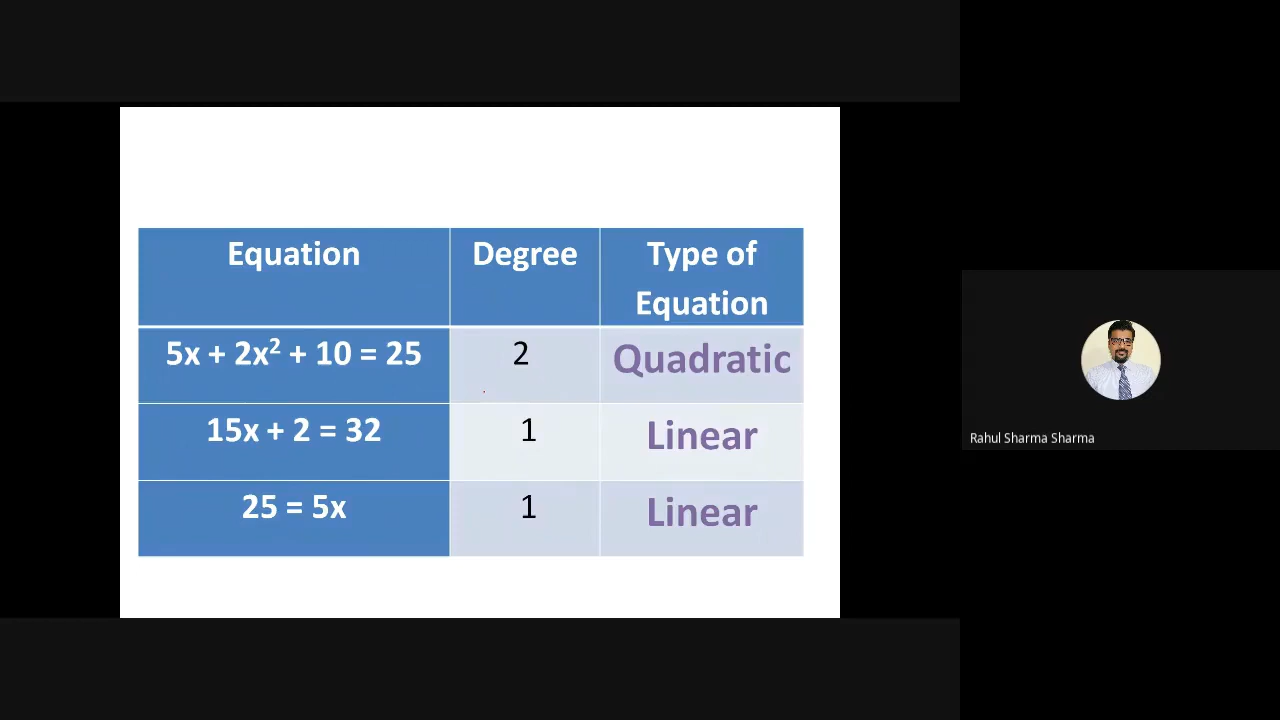 Equation Degree Type of
Equation
5x + 2x² + 10 = 25 2 Quadratic
15x + 2 = 32 1 Linear
25 = 5x 1 Linear
Rahul Sharma Sharma